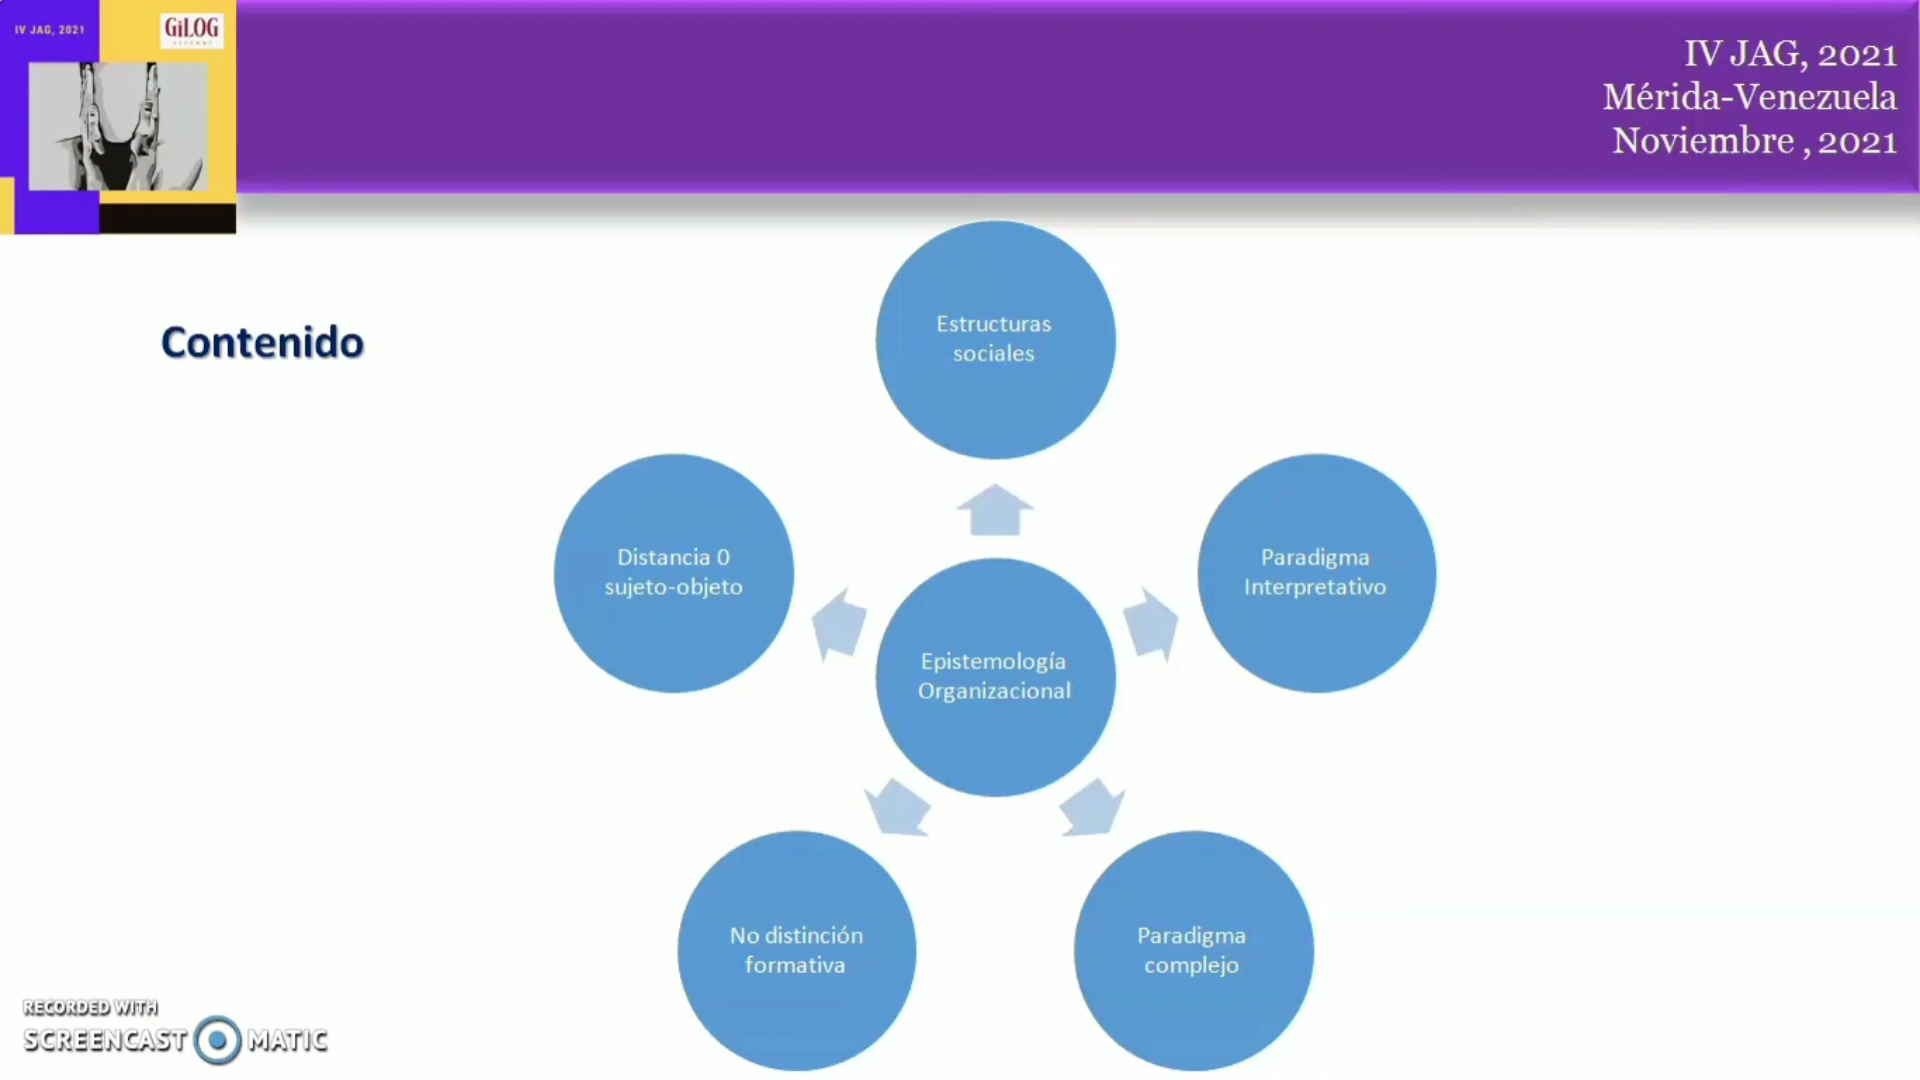 IV JAG, 2021
GiLOG
IV JAG, 2021
Mérida-Venezuela
Noviembre , 2021
Contenido
Estructuras
sociales
Distancia 0
sujeto-objeto
Paradigma
Interpretativo
Epistemología
Organizacional
No distinción
formativa
Paradigma
complejo
RECORDED WITH
SCREENCAST MATIC